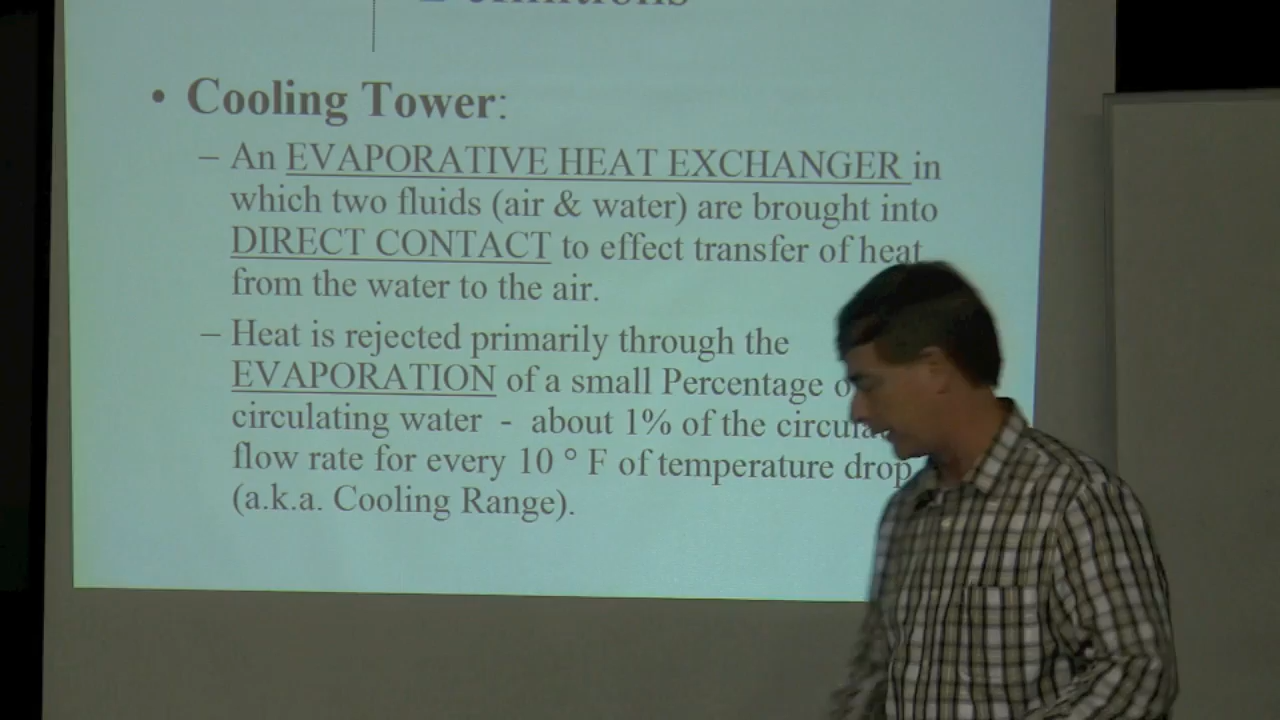 • Cooling Tower:
– An EVAPORATIVE HEAT EXCHANGER in
which two fluids (air & water) are brought into
DIRECT CONTACT to effect transfer of heat
from the water to the air.
– Heat is rejected primarily through the
EVAPORATION of a small Percentage
circulating water - about 1% of the
flow rate for every 10 ° F of temperature drop
(a.k.a. Cooling Range).